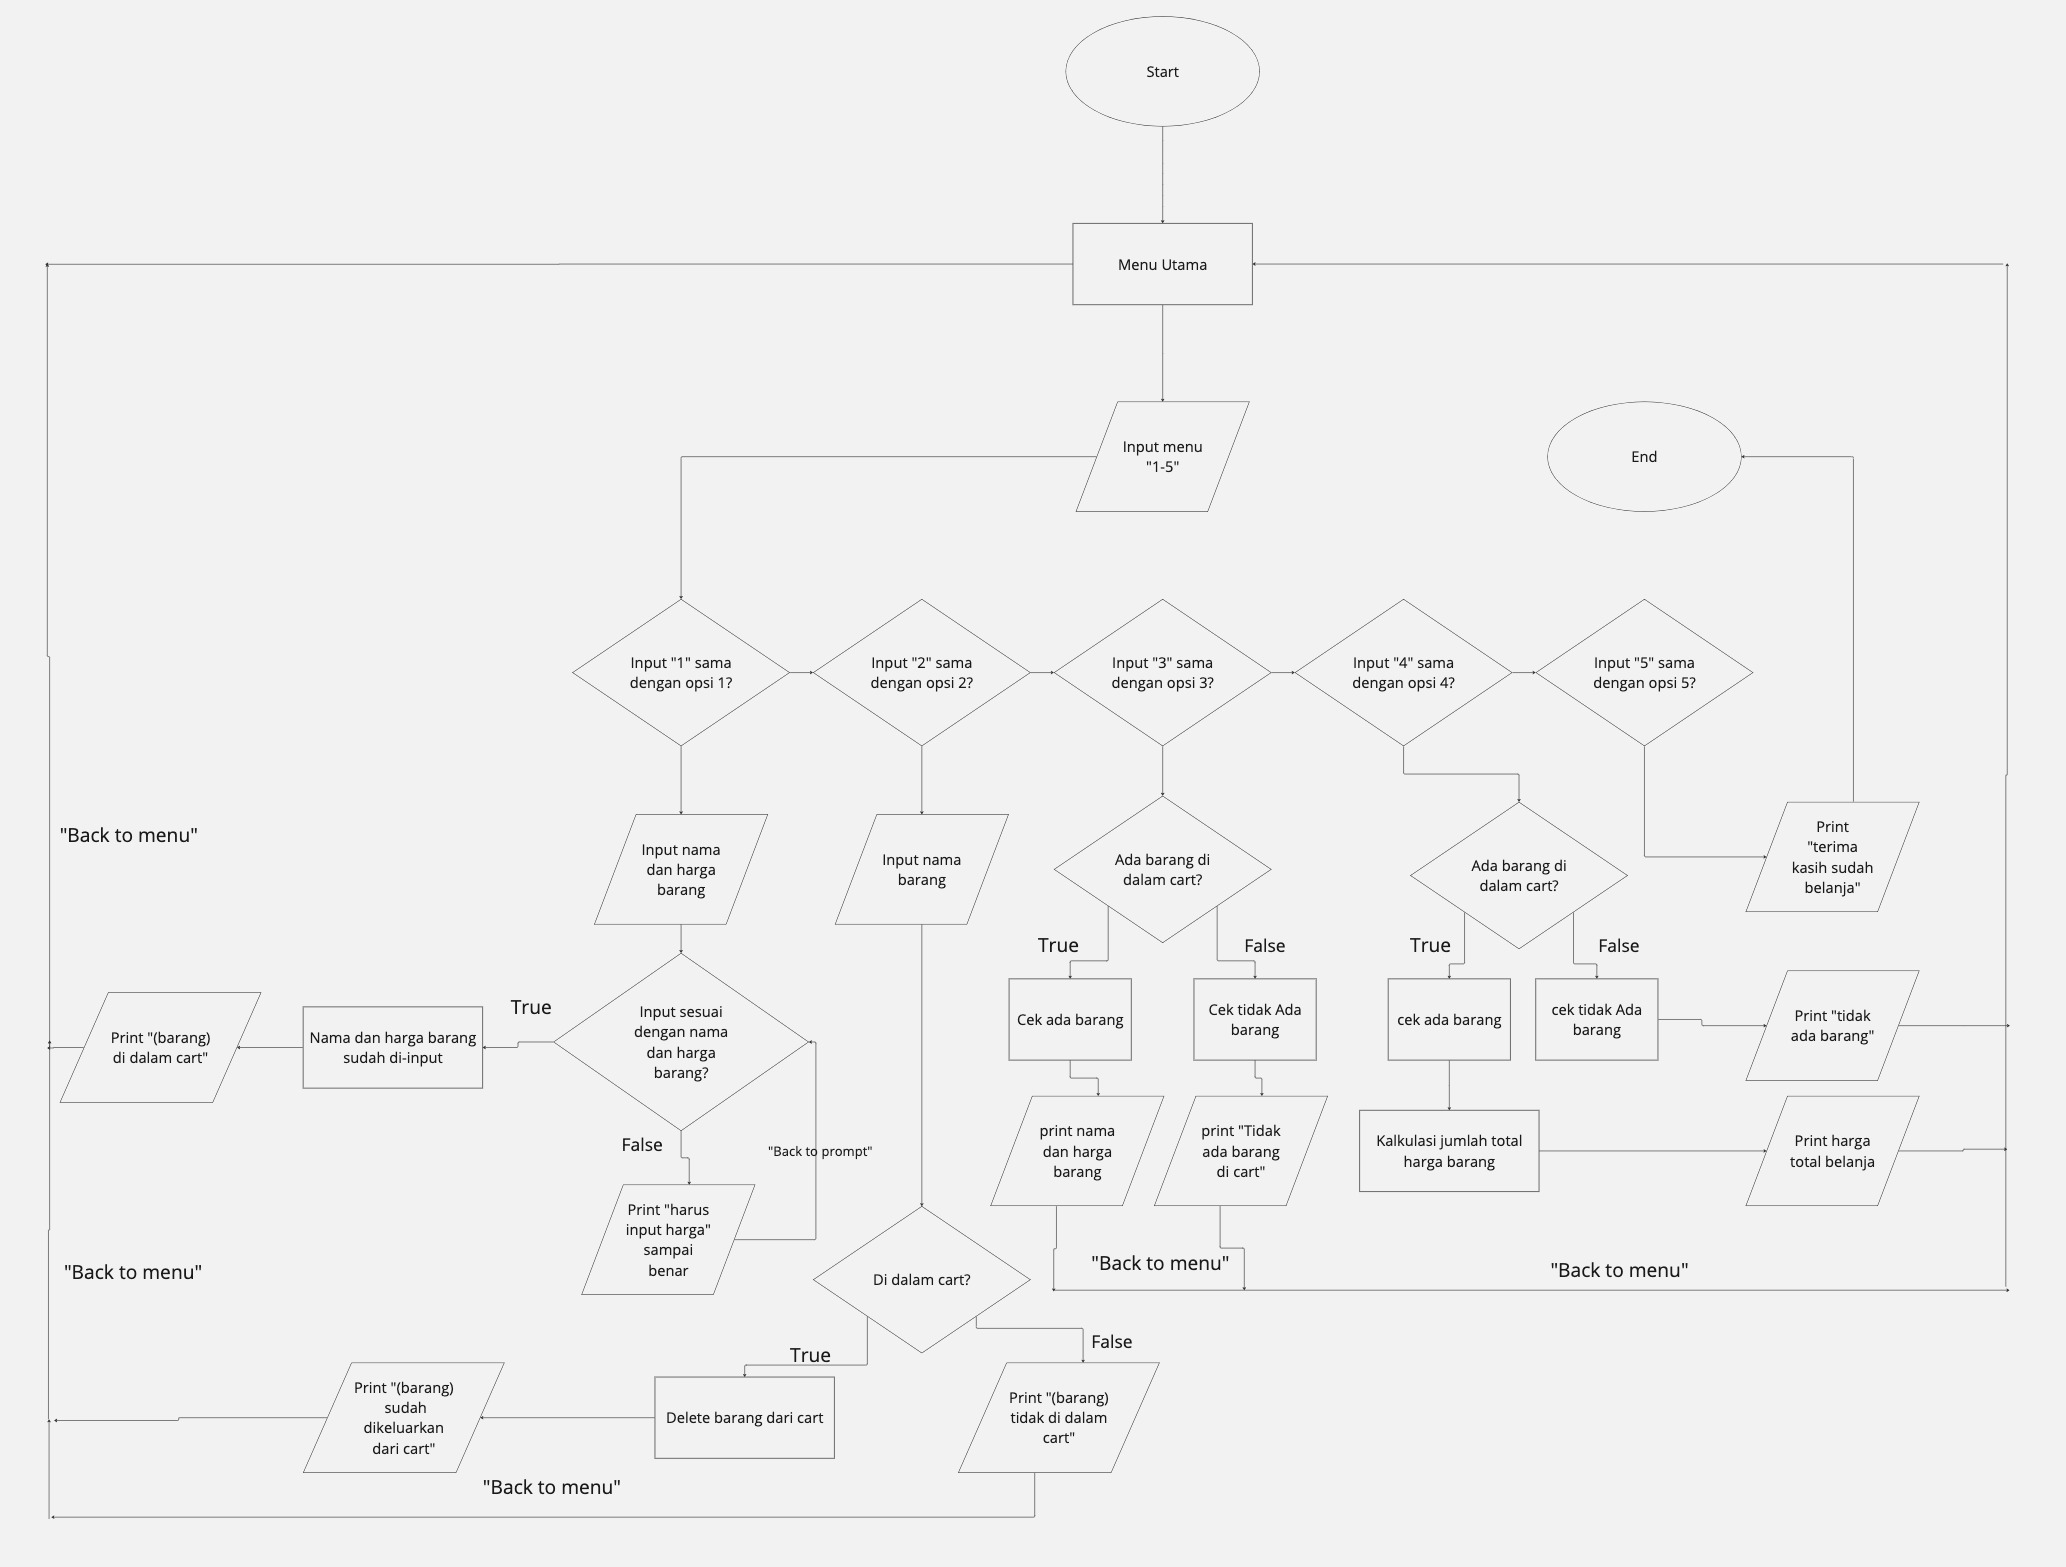 Start
Menu Utama
Input menu
"1-5"
End
Input "1" sama
dengan opsi 1?
Input "2" sama
dengan opsi 2?
Input "3" sama
dengan opsi 3?
Input "4" sama
dengan opsi 4?
Input "5" sama
dengan opsi 5?
"Back to menu"
Input nama
dan harga
barang
Input nama
barang
Ada barang di
dalam cart?
Ada barang di
dalam cart?
Print
"terima
kasih sudah
belanja"
True
False
True
False
Print "(barang)
di dalam cart"
Nama dan harga barang
sudah di-input
True
Input sesuai
dengan nama
dan harga
barang?
Cek ada barang
Cek tidak Ada
barang
cek ada barang
cek tidak Ada
barang
Print "tidak
ada barang"
False
"Back to prompt"
print nama
dan harga
barang
print "Tidak
ada barang
di cart"
Kalkulasi jumlah total
harga barang
Print harga
total belanja
Print "harus
input harga"
sampai
benar
"Back to menu"
Di dalam cart?
"Back to menu"
"Back to menu"
True
False
Print "(barang)
sudah
dikeluarkan
dari cart"
Delete barang dari cart
Print "(barang)
tidak di dalam
cart"
"Back to menu"